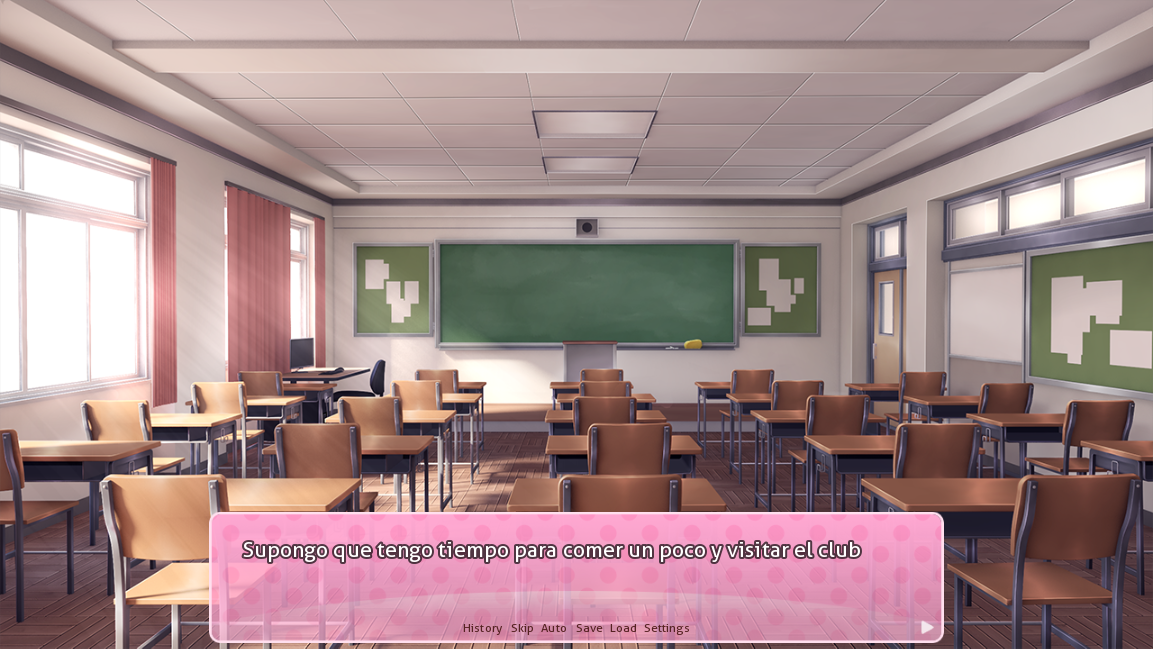 Supongo que tengo tiempo para comer un poco y visitar el club
History Skip Auto Save Load Settings